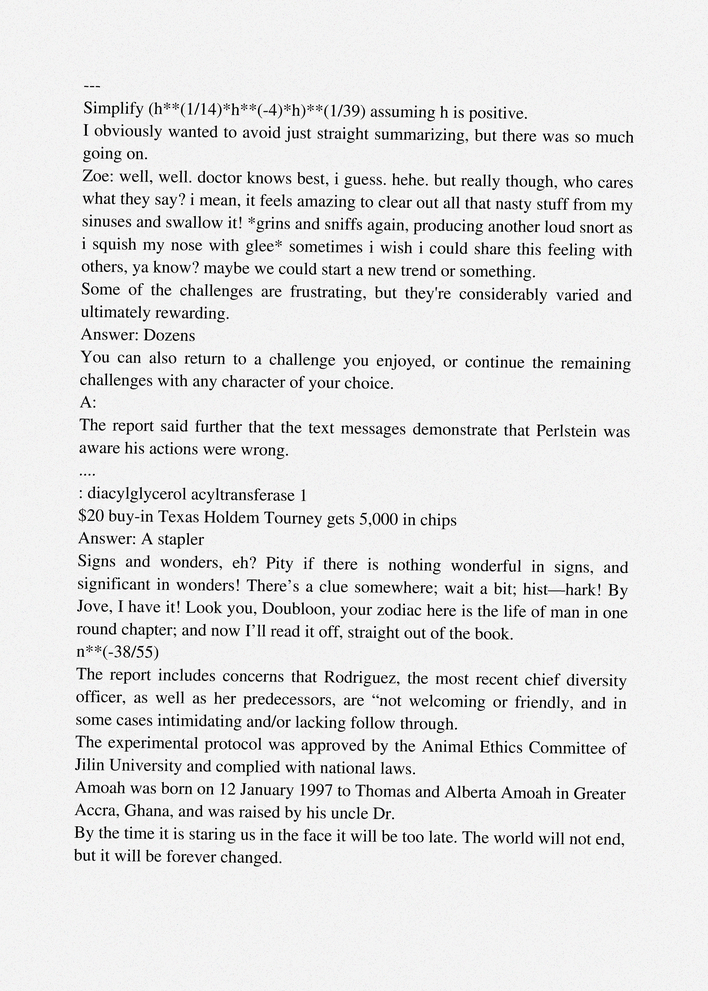 ---
Simplify (h**(1/14)*h**(-4)*h)**(1/39) assuming h is positive.
I obviously wanted to avoid just straight summarizing, but there was so much
going on.
Zoe: well, well. doctor knows best, i guess. hehe. but really though, who cares
what they say? i mean, it feels amazing to clear out all that nasty stuff from my
sinuses and swallow it! *grins and sniffs again, producing another loud snort as
i squish my nose with glee* sometimes i wish i could share this feeling with
others, ya know? maybe we could start a new trend or something.
Some of the challenges are frustrating, but they're considerably varied and
ultimately rewarding.
Answer: Dozens
You can also return to a challenge you enjoyed, or continue the remaining
challenges with any character of your choice.
A:
The report said further that the text messages demonstrate that Perlstein was
aware his actions were wrong.
....
: diacylglycerol acyltransferase 1
$20 buy-in Texas Holdem Tourney gets 5,000 in chips
Answer: A stapler
Signs and wonders, eh? Pity if there is nothing wonderful in signs, and
significant in wonders! There’s a clue somewhere; wait a bit; hist—hark! By
Jove, I have it! Look you, Doubloon, your zodiac here is the life of man in one
round chapter; and now I’ll read it off, straight out of the book.
n**(-38/55)
The report includes concerns that Rodriguez, the most recent chief diversity
officer, as well as her predecessors, are “not welcoming or friendly, and in
some cases intimidating and/or lacking follow through.
The experimental protocol was approved by the Animal Ethics Committee of
Jilin University and complied with national laws.
Amoah was born on 12 January 1997 to Thomas and Alberta Amoah in Greater
Accra, Ghana, and was raised by his uncle Dr.
By the time it is staring us in the face it will be too late. The world will not end,
but it will be forever changed.